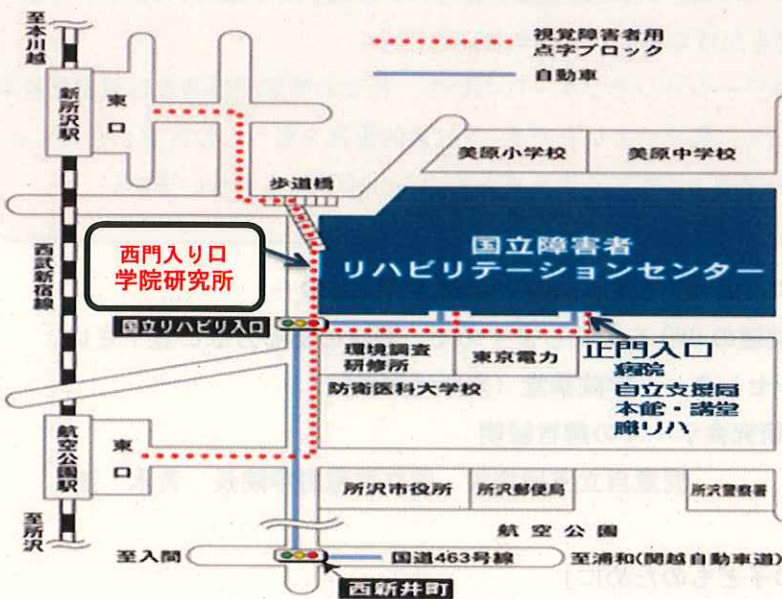 至本川越
新所沢駅
東口
視覚障害者用
点字ブロック
自動車
歩道橋
美原小学校
美原中学校
西武新宿線
西門入り口
学院研究所
国立障害者
リハビリテーションセンター
国立リハビリ入口
環境調査
研修所
東京電力
防衛医科大学校
正門入口
病院
自立支援局
本館・講堂
職リハ
航空公園駅
東口
至所沢
所沢市役所
所沢郵便局
所沢警察署
航空公園
至入間
国道463号線
至浦和(関越自動車道)
西新井町